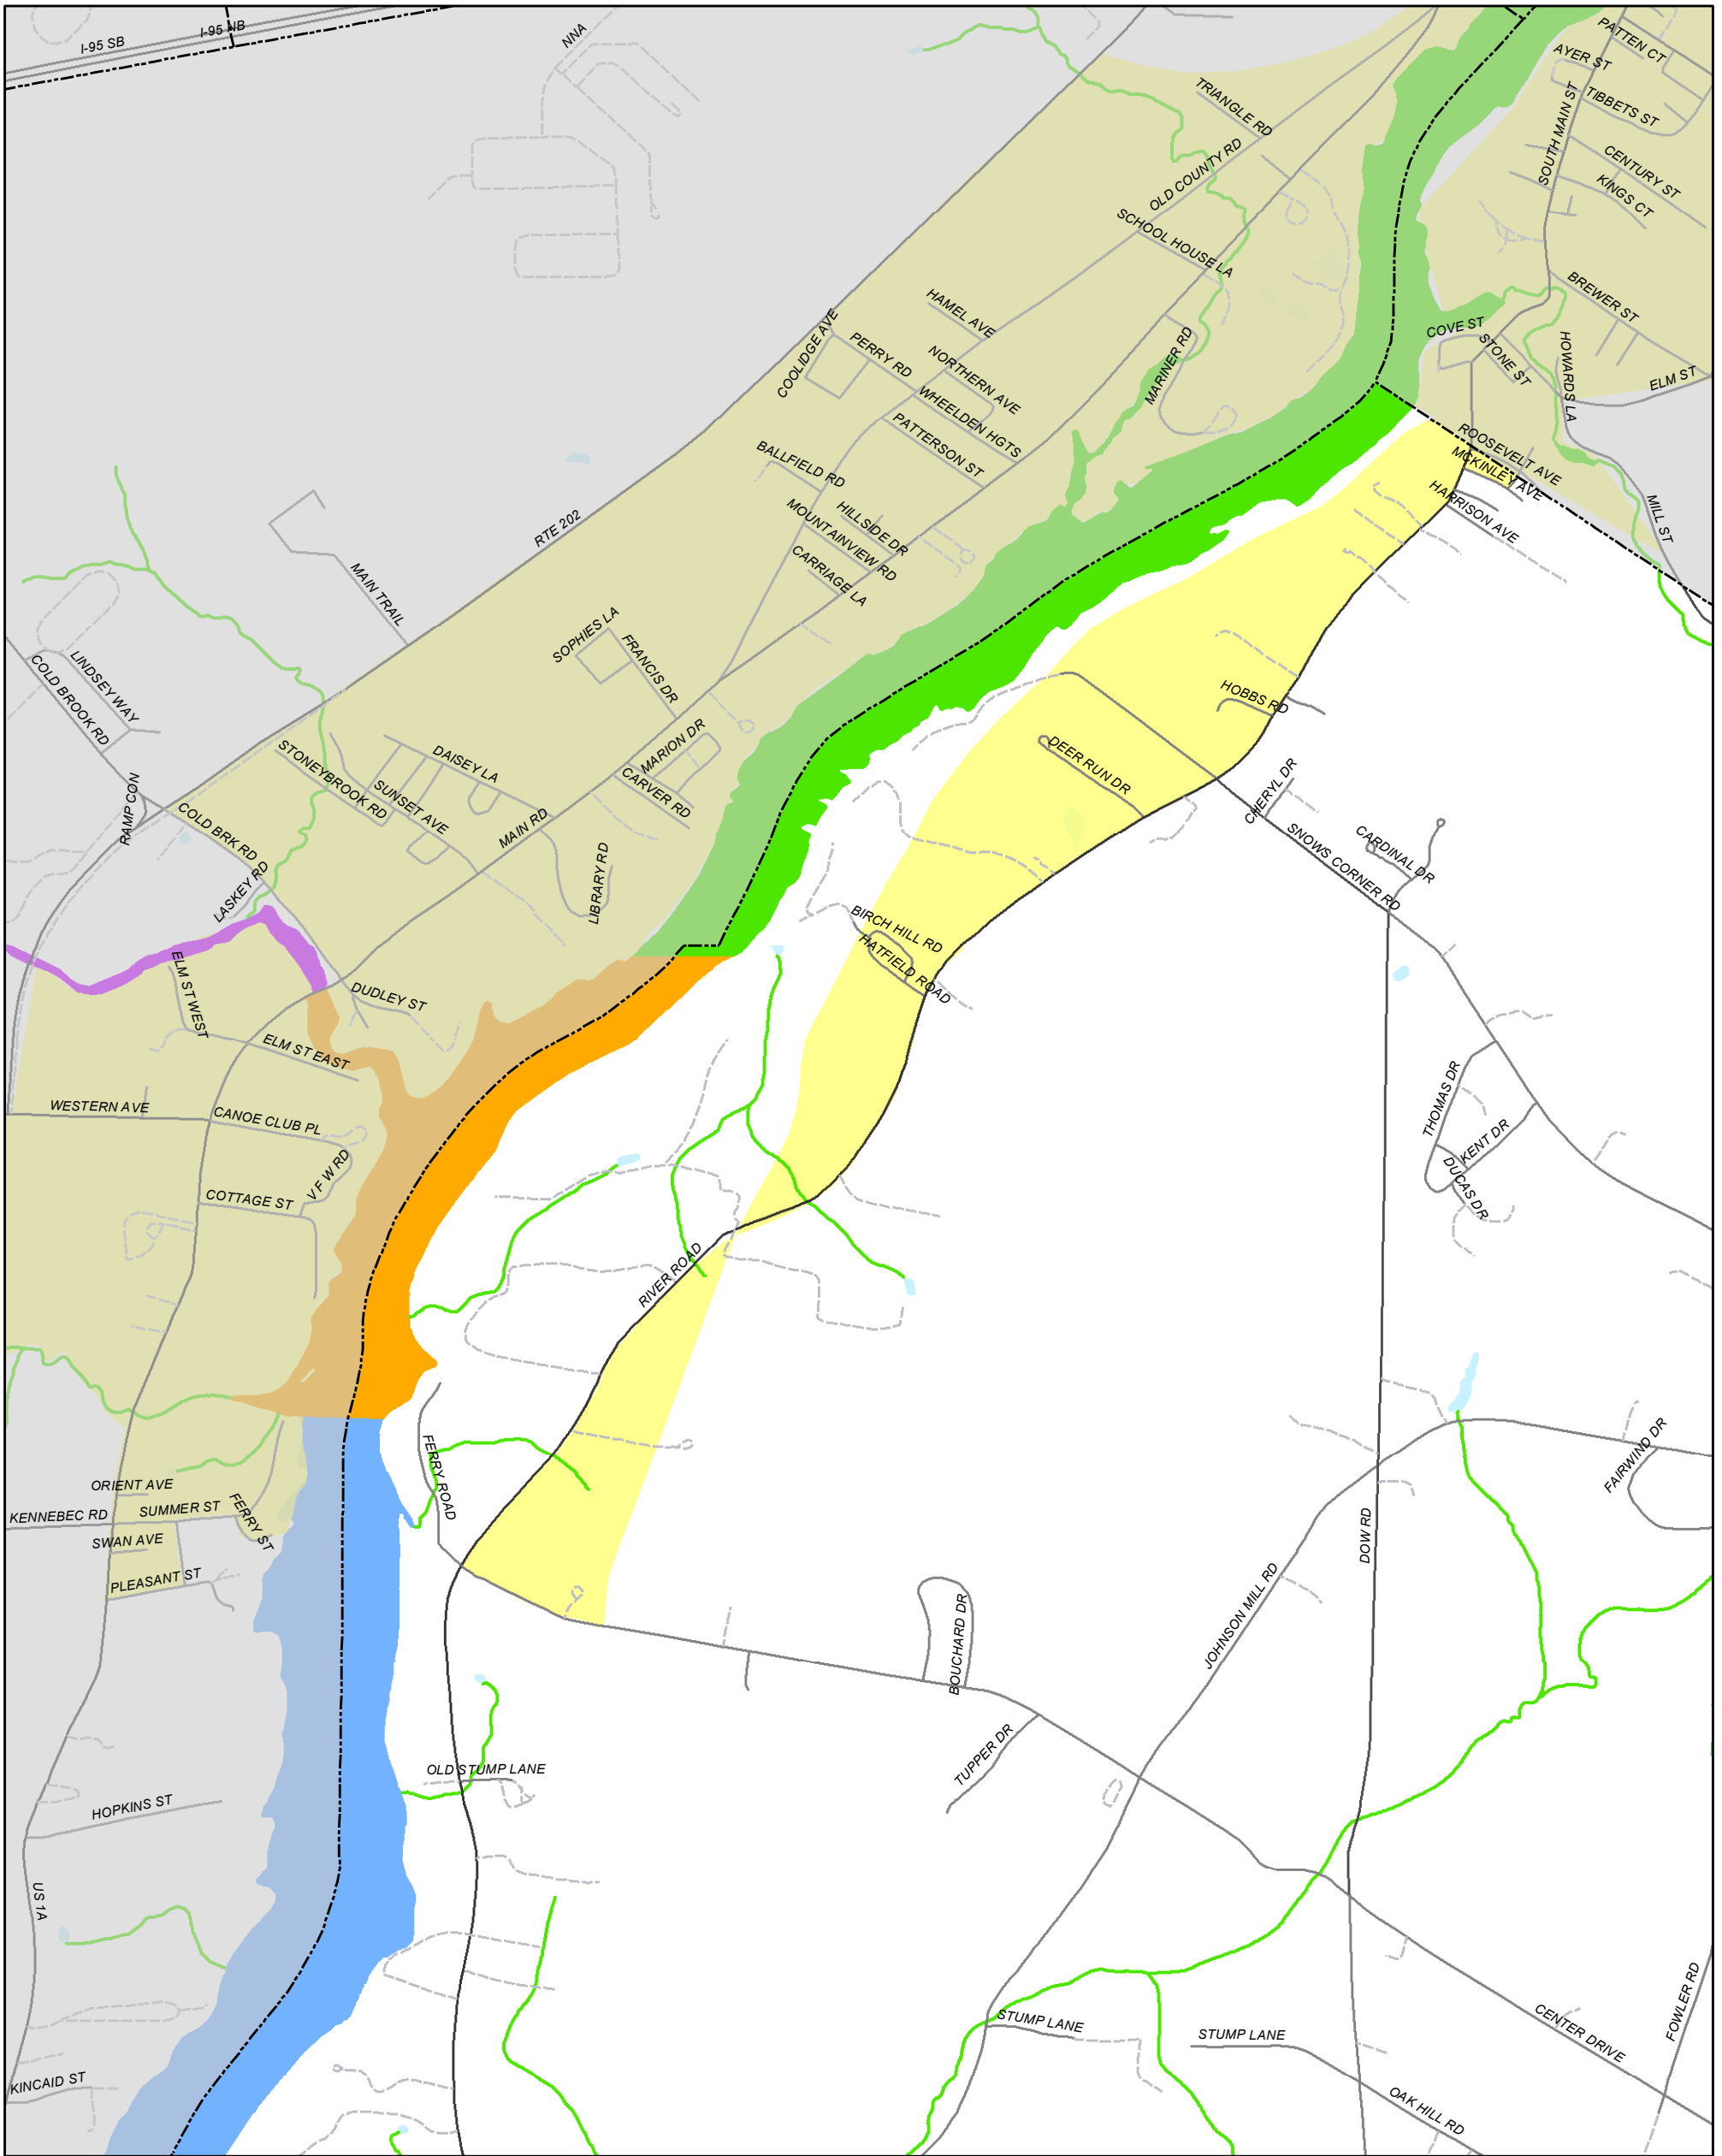 I-95 SB
I-95 NB
NNA
PATTEN CT
AYER ST
TIBBETS ST
TRIANGLE RD
SOUTH MAIN ST
CENTURY ST
KINGS CT
OLD COUNTY RD
SCHOOL HOUSE LA
BREWER ST
HAMEL AVE
COOLIDGE AVE
PERRY RD
NORTHERN AVE
MARINER RD
COVE ST
STONE ST
HOWARDS LA
ELM ST
WHEELDEN HGTS
PATTERSON ST
ROOSEVELT AVE
MCKINLEY AVE
HARRISON AVE
MILL ST
BALLFIELD RD
HILLSIDE DR
MOUNTAINVIEW RD
CARRIAGE LA
RTE 202
MAIN TRAIL
SOPHIES LA
FRANCIS DR
LINDSEY WAY
COLD BROOK RD
HOBBS RD
MARION DR
CARVER RD
DAISEY LA
STONEYBROOK RD
SUNSET AVE
DEER RUN DR
CHERYL DR
RAMP CON
COLD BRK RD
MAIN RD
LIBRARY RD
SNOWS CORNER RD
CARDINAL DR
LASKEY RD
BIRCH HILL RD
HATFIELD ROAD
ELM ST WEST
DUDLEY ST
ELM ST EAST
WESTERN AVE
CANOE CLUB PL
V F W RD
COTTAGE ST
THOMAS DR
KENT DR
DUCAS DR
RIVER ROAD
FERRY ROAD
FAIRWIND DR
ORIENT AVE
KENNEBEC RD
SUMMER ST
FERRY ST
SWAN AVE
PLEASANT ST
DOW RD
JOHNSON MILL RD
BOUCHARD DR
TUPPER DR
OLD STUMP LANE
HOPKINS ST
US 1A
STUMP LANE
STUMP LANE
CENTER DRIVE
FOWLER RD
KINCAID ST
OAK HILL RD